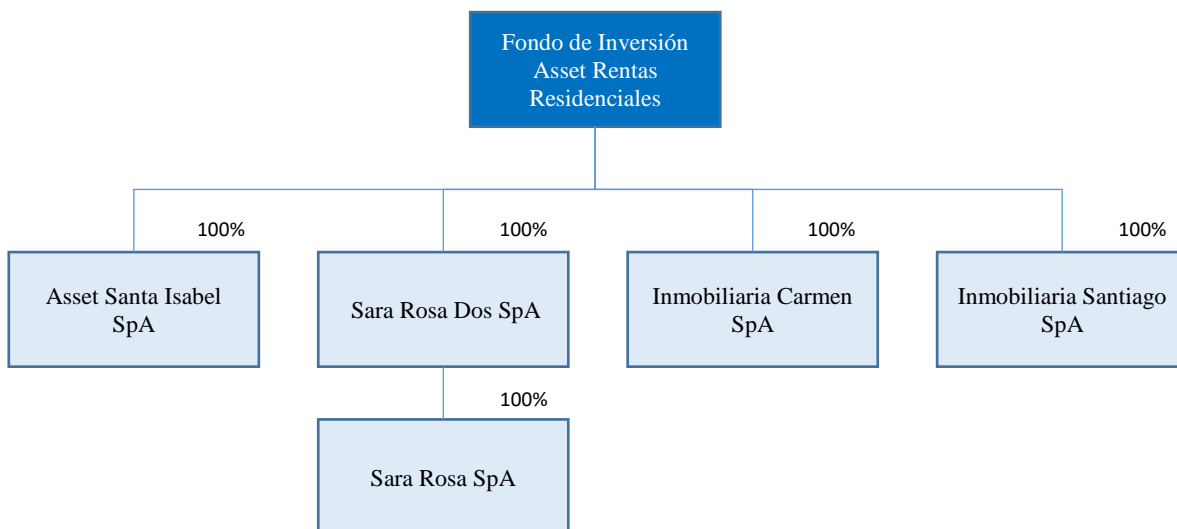 Fondo de Inversión
Asset Rentas
Residenciales
100%
100%
100%
100%
Asset Santa Isabel
SpA
Sara Rosa Dos SpA
Inmobiliaria Carmen
SpA
Inmobiliaria Santiago
SpA
100%
Sara Rosa SpA